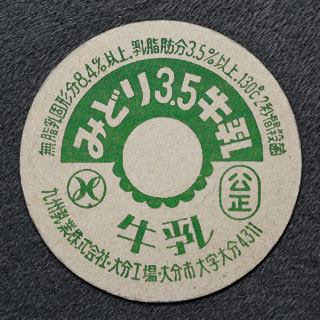 無脂乳固形分8.4%以上.乳脂肪分3.5%以上.130℃2秒間殺菌
みどり3.5牛乳
公正
牛乳
九州乳業株式会社・大分工場・大分市大字大分4311